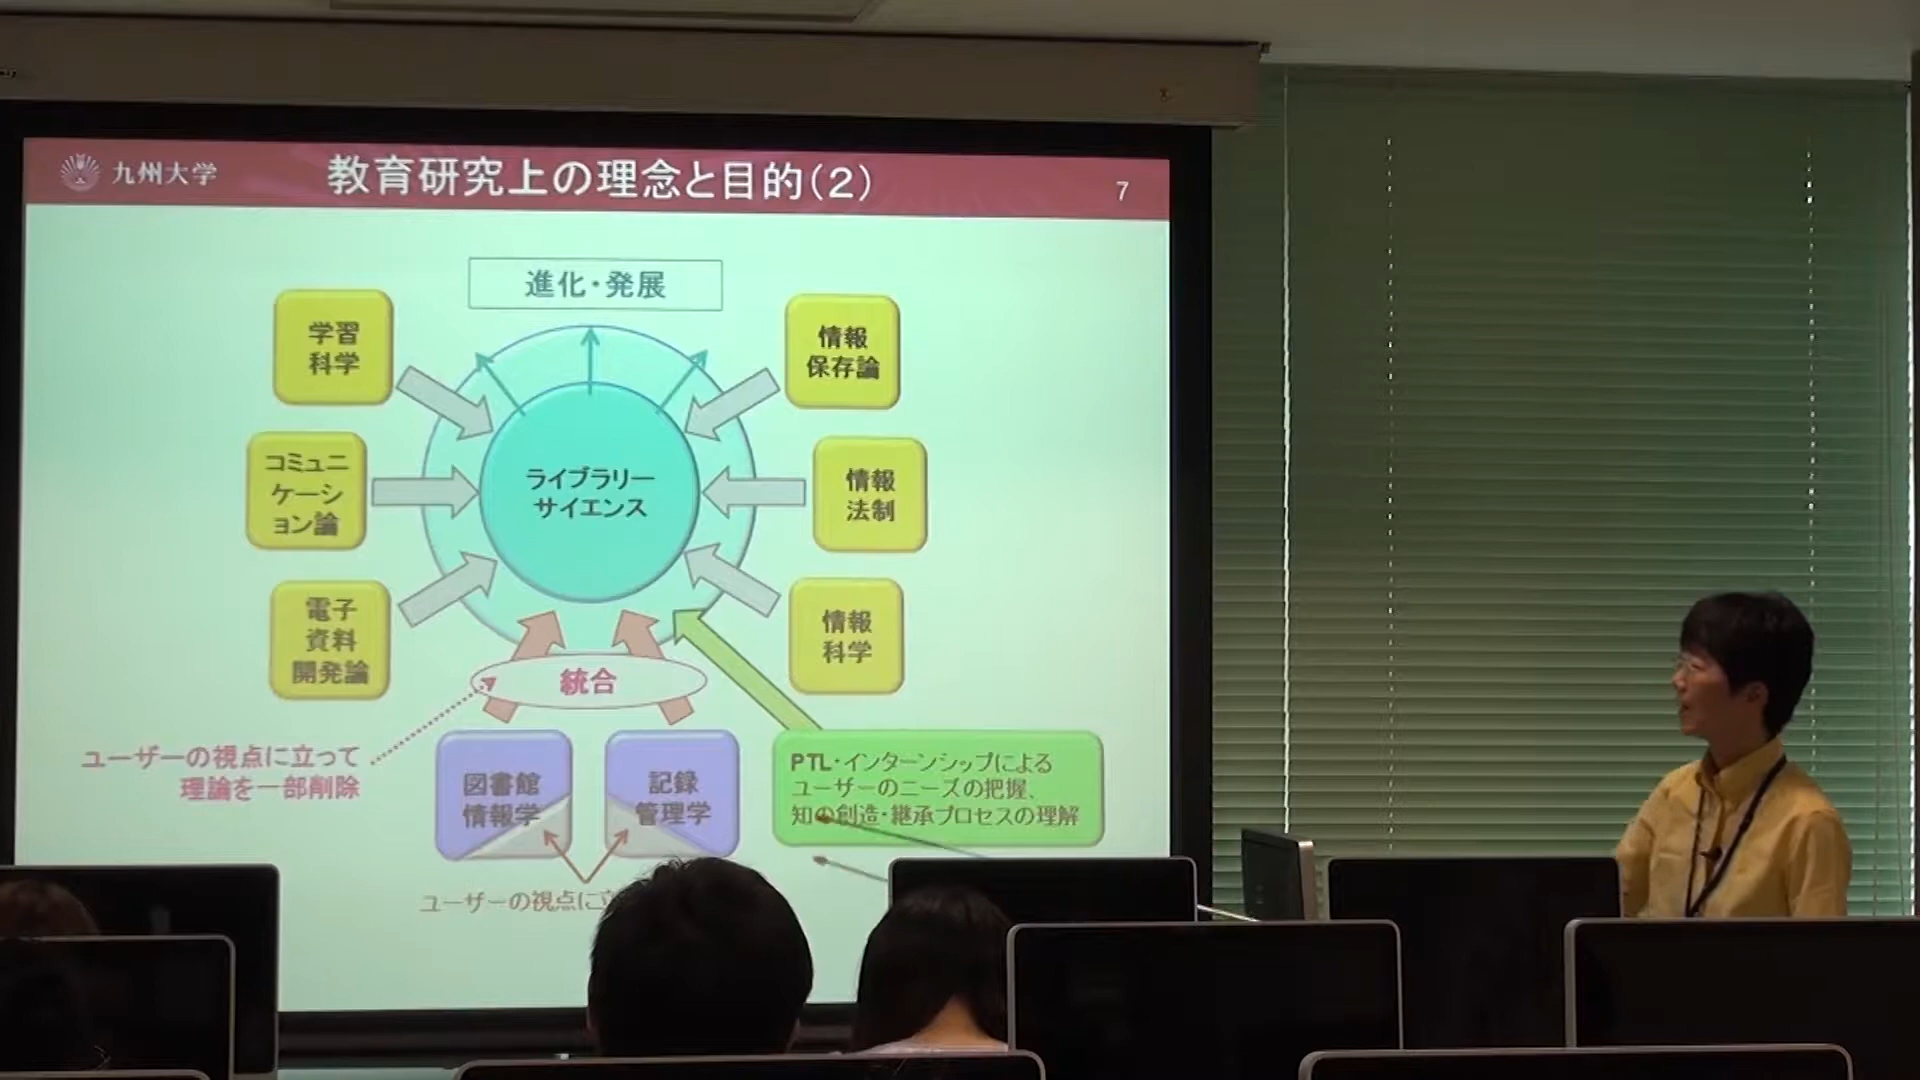 九州大学
教育研究上の理念と目的(2)
7
進化・発展
学習
科学
情報
保存論
コミュニ
ケーシ
ョン論
ライブラリー
サイエンス
情報
法制
電子
資料
開発論
情報
科学
統合
ユーザーの視点に立って
理論を一部削除
図書館
情報学
記録
管理学
PTL・インターンシップによる
ユーザーのニーズの把握、
知の創造・継承プロセスの理解
ユーザーの視点に立